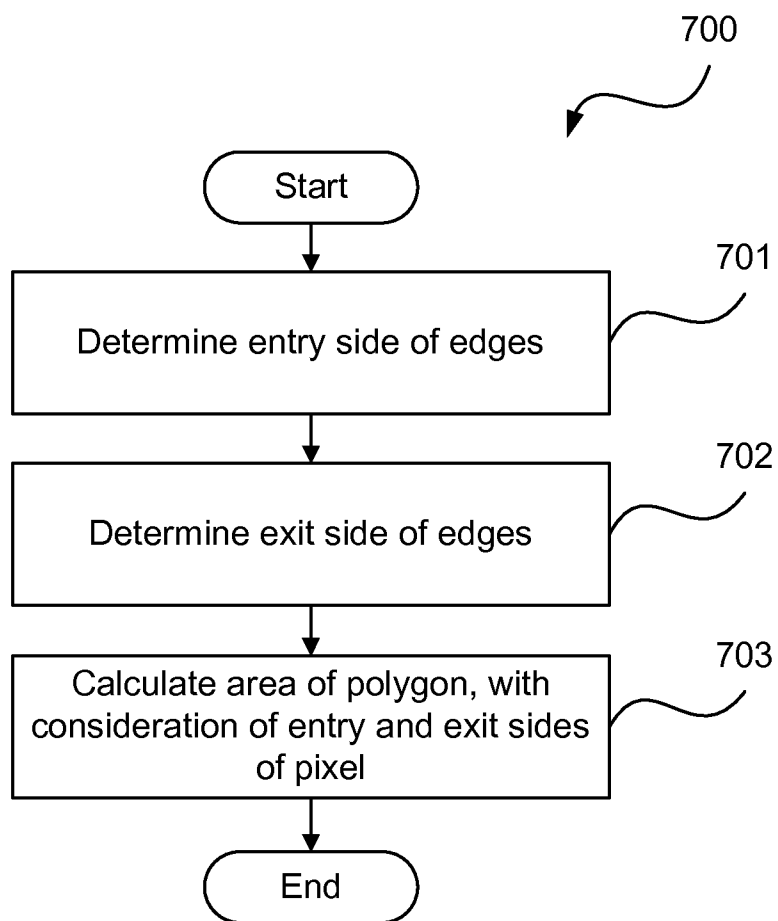 700
Start
701
Determine entry side of edges
702
Determine exit side of edges
703
Calculate area of polygon, with
consideration of entry and exit sides
of pixel
End